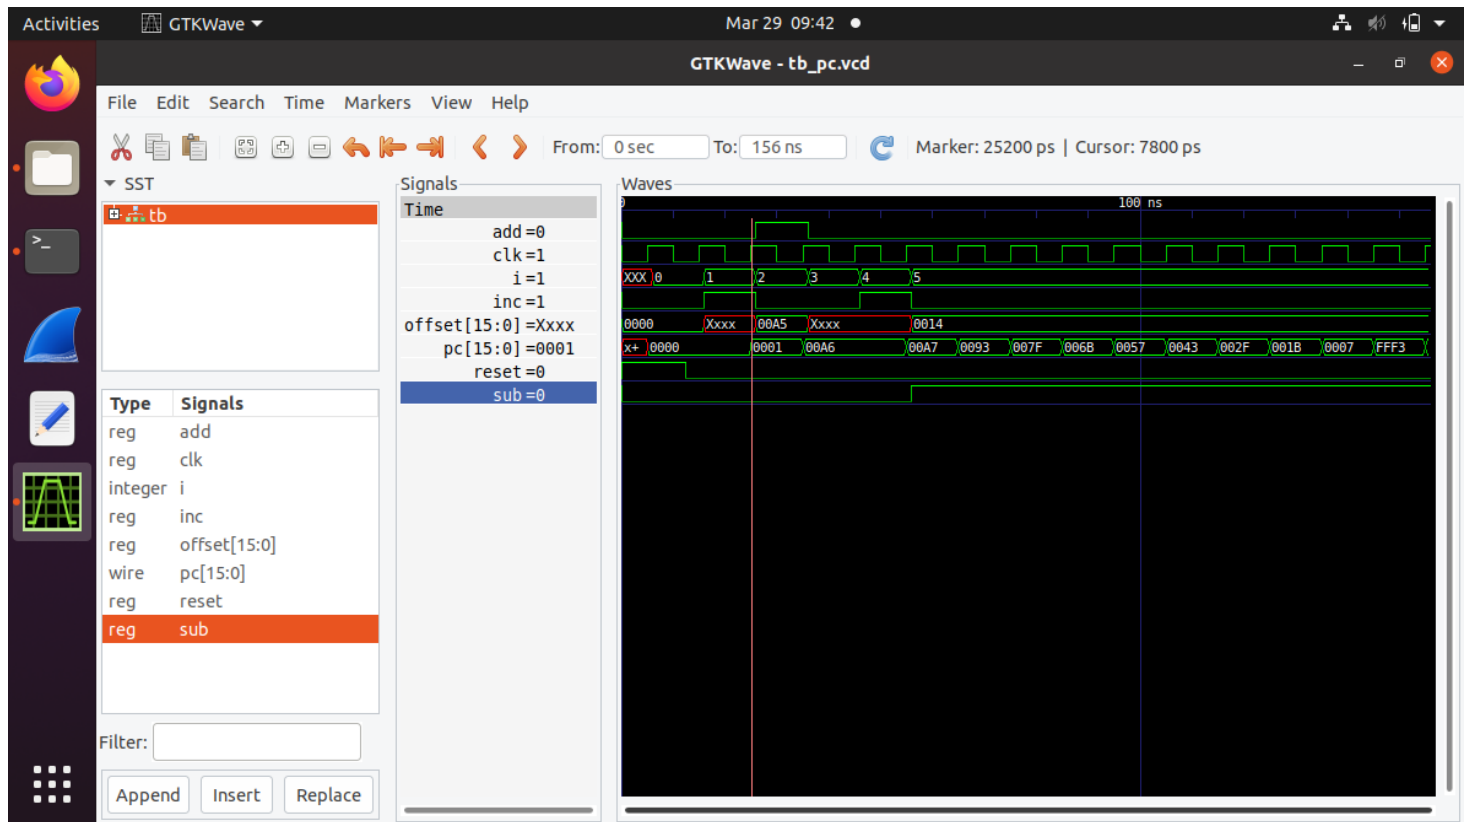 Activities GTKWave Mar 29 09:42
GTKWave - tb_pc.vcd
File Edit Search Time Markers View Help
From: 0 sec To: 156 ns Marker: 25200 ps | Cursor: 7800 ps
SST
tb
Type Signals
reg add
reg clk
integer i
reg inc
reg offset[15:0]
wire pc[15:0]
reg reset
reg sub
Filter:
Append Insert Replace
Signals
Time
add=0
clk=1
i=1
inc=1
offset[15:0]=Xxxx
pc[15:0]=0001
reset=0
sub=0
Waves
0 100 ns
XXX 0 1 2 3 4 5
0000 Xxxx 00A5 Xxxx 0014
x+ 0000 0001 00A6 00A7 0093 007F 006B 0057 0043 002F 001B 0007 FFF3